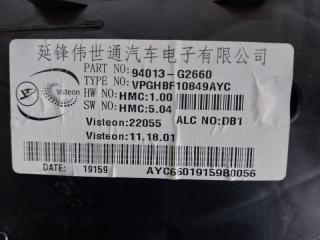 延锋伟世通汽车电子有限公司
PART NO:94013-G2660
TYPE NO:VPGHBF10849AYC
HW NO:HMC:1.00
SW NO:HMC:5.04
Visteon
Visteon:22055 ALC NO:DB1
Visteon:11,18.01
DATE: 19159 AYC6501915980056